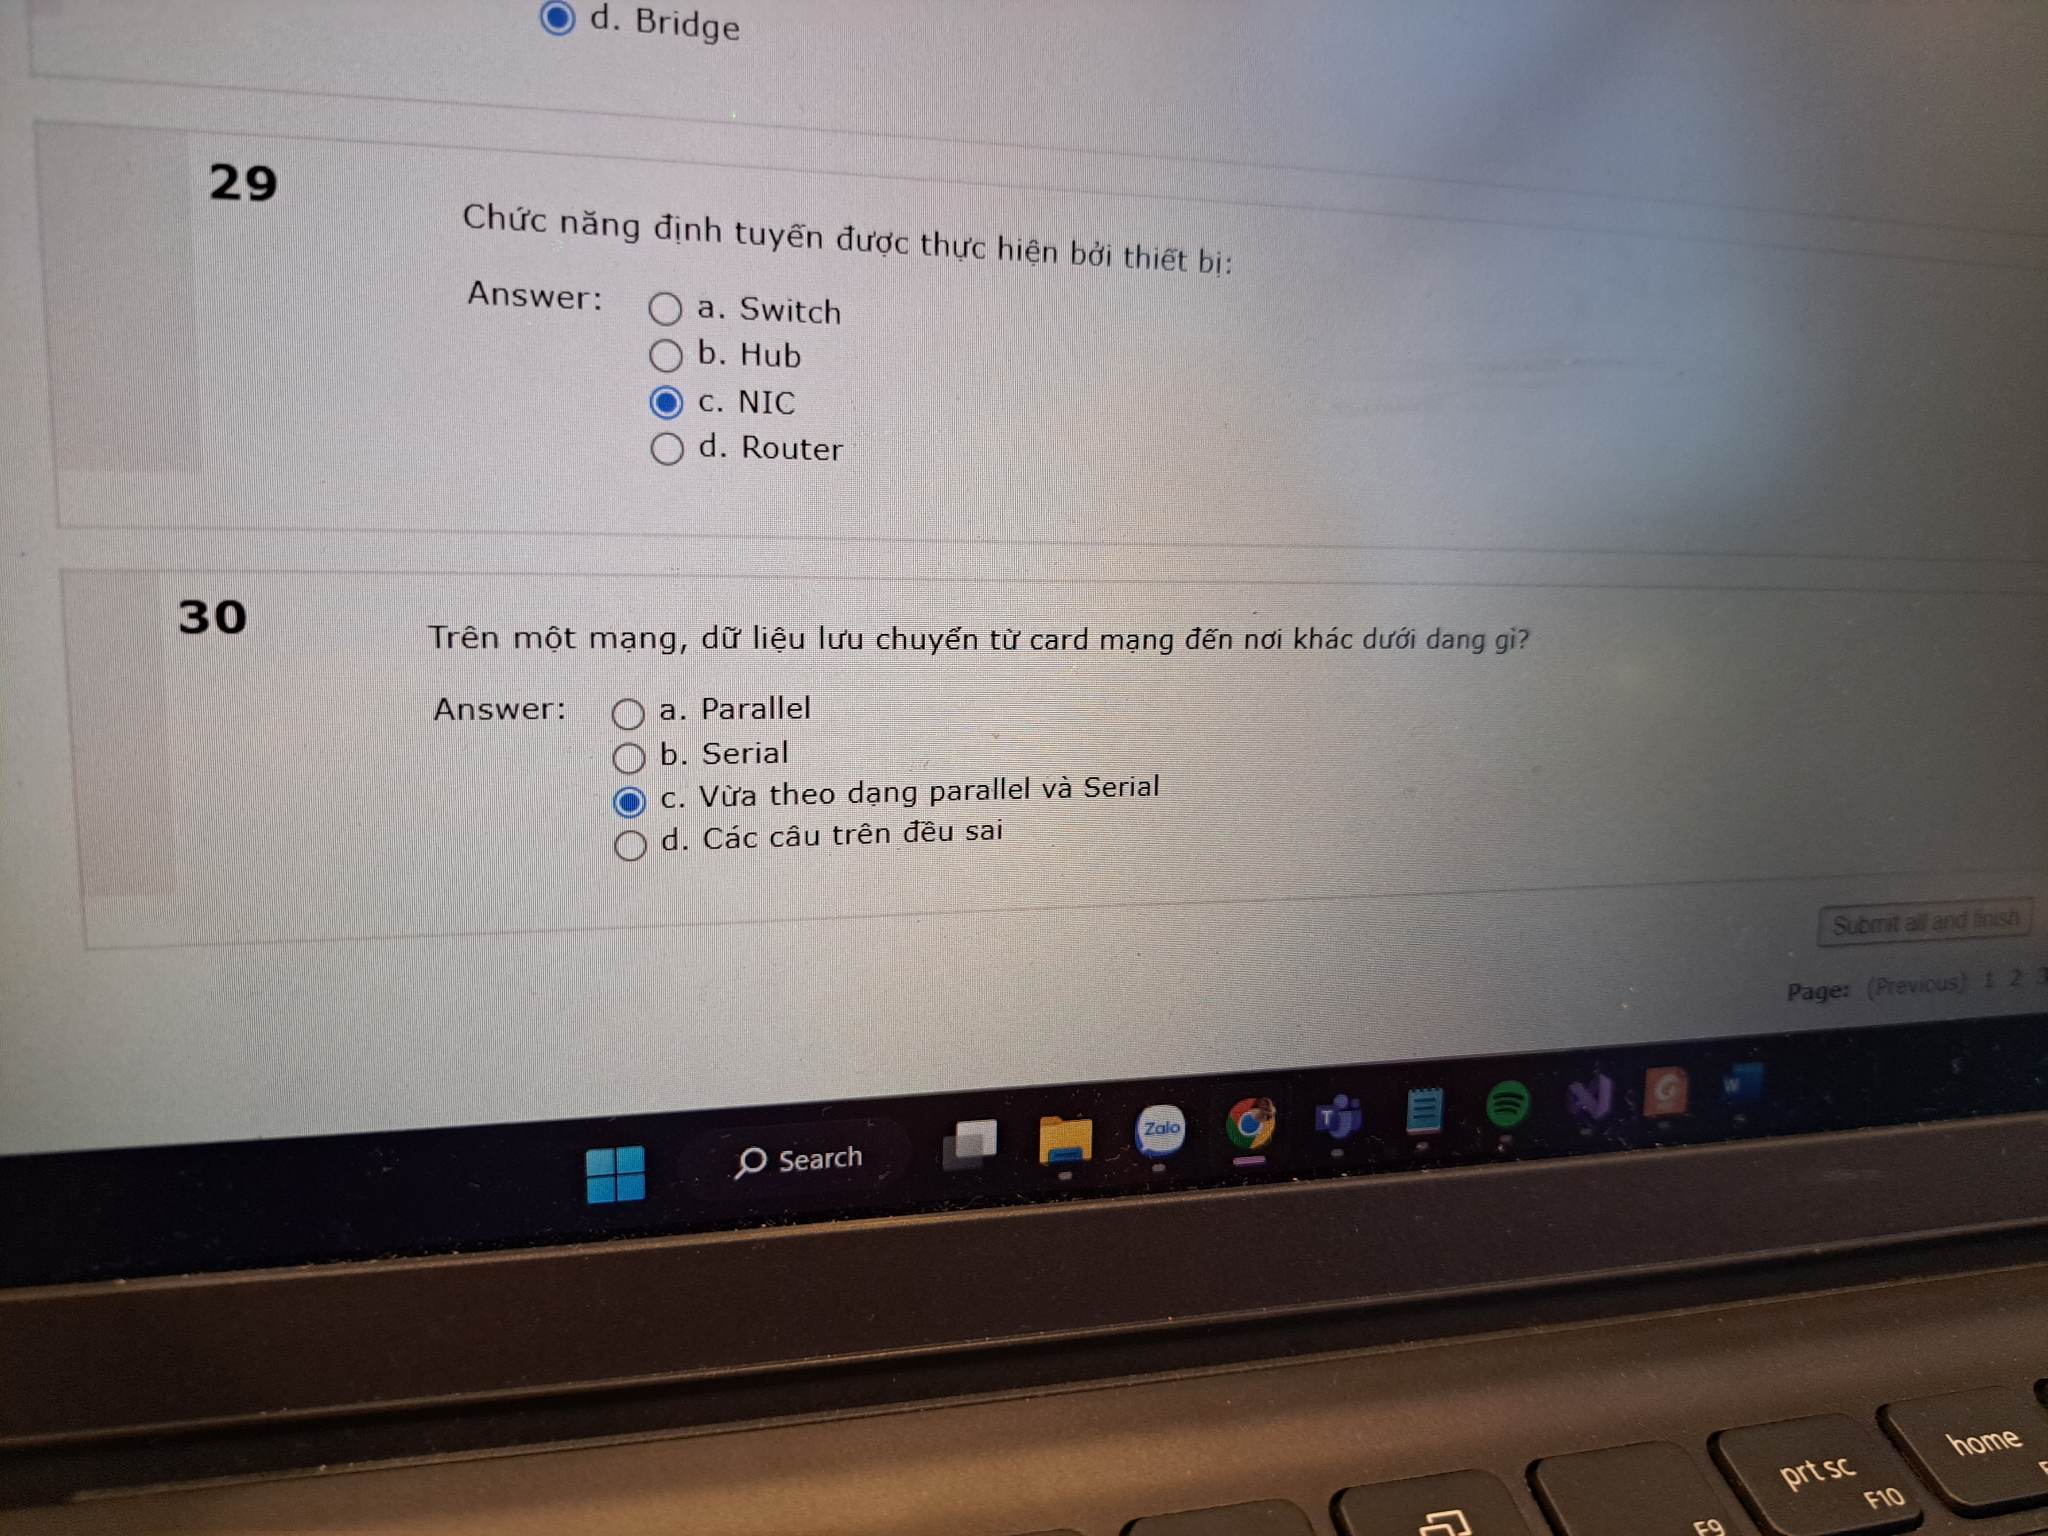 d. Bridge
29
Chức năng định tuyến được thực hiện bởi thiết bị:
Answer:
a. Switch
b. Hub
c. NIC
d. Router
30
Trên một mạng, dữ liệu lưu chuyển từ card mạng đến nơi khác dưới dang gì?
Answer:
a. Parallel
b. Serial
c. Vừa theo dạng parallel và Serial
d. Các câu trên đều sai
Submit all and finish
Page: (Previous) 1 2 3
Search
Zalo
T
W
home
prt sc
F10
F9